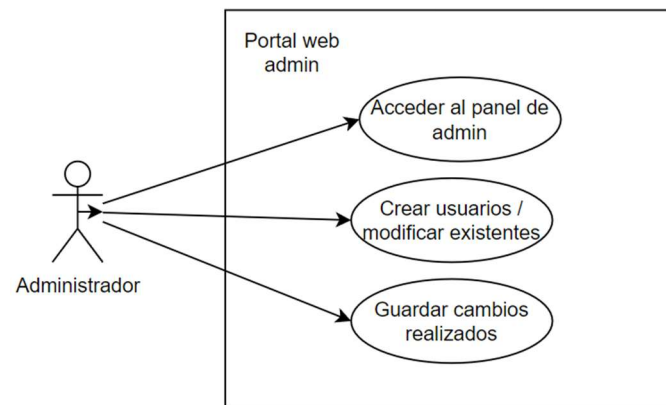 Portal web
admin
Acceder al panel de
admin
Crear usuarios /
modificar existentes
Administrador
Guardar cambios
realizados